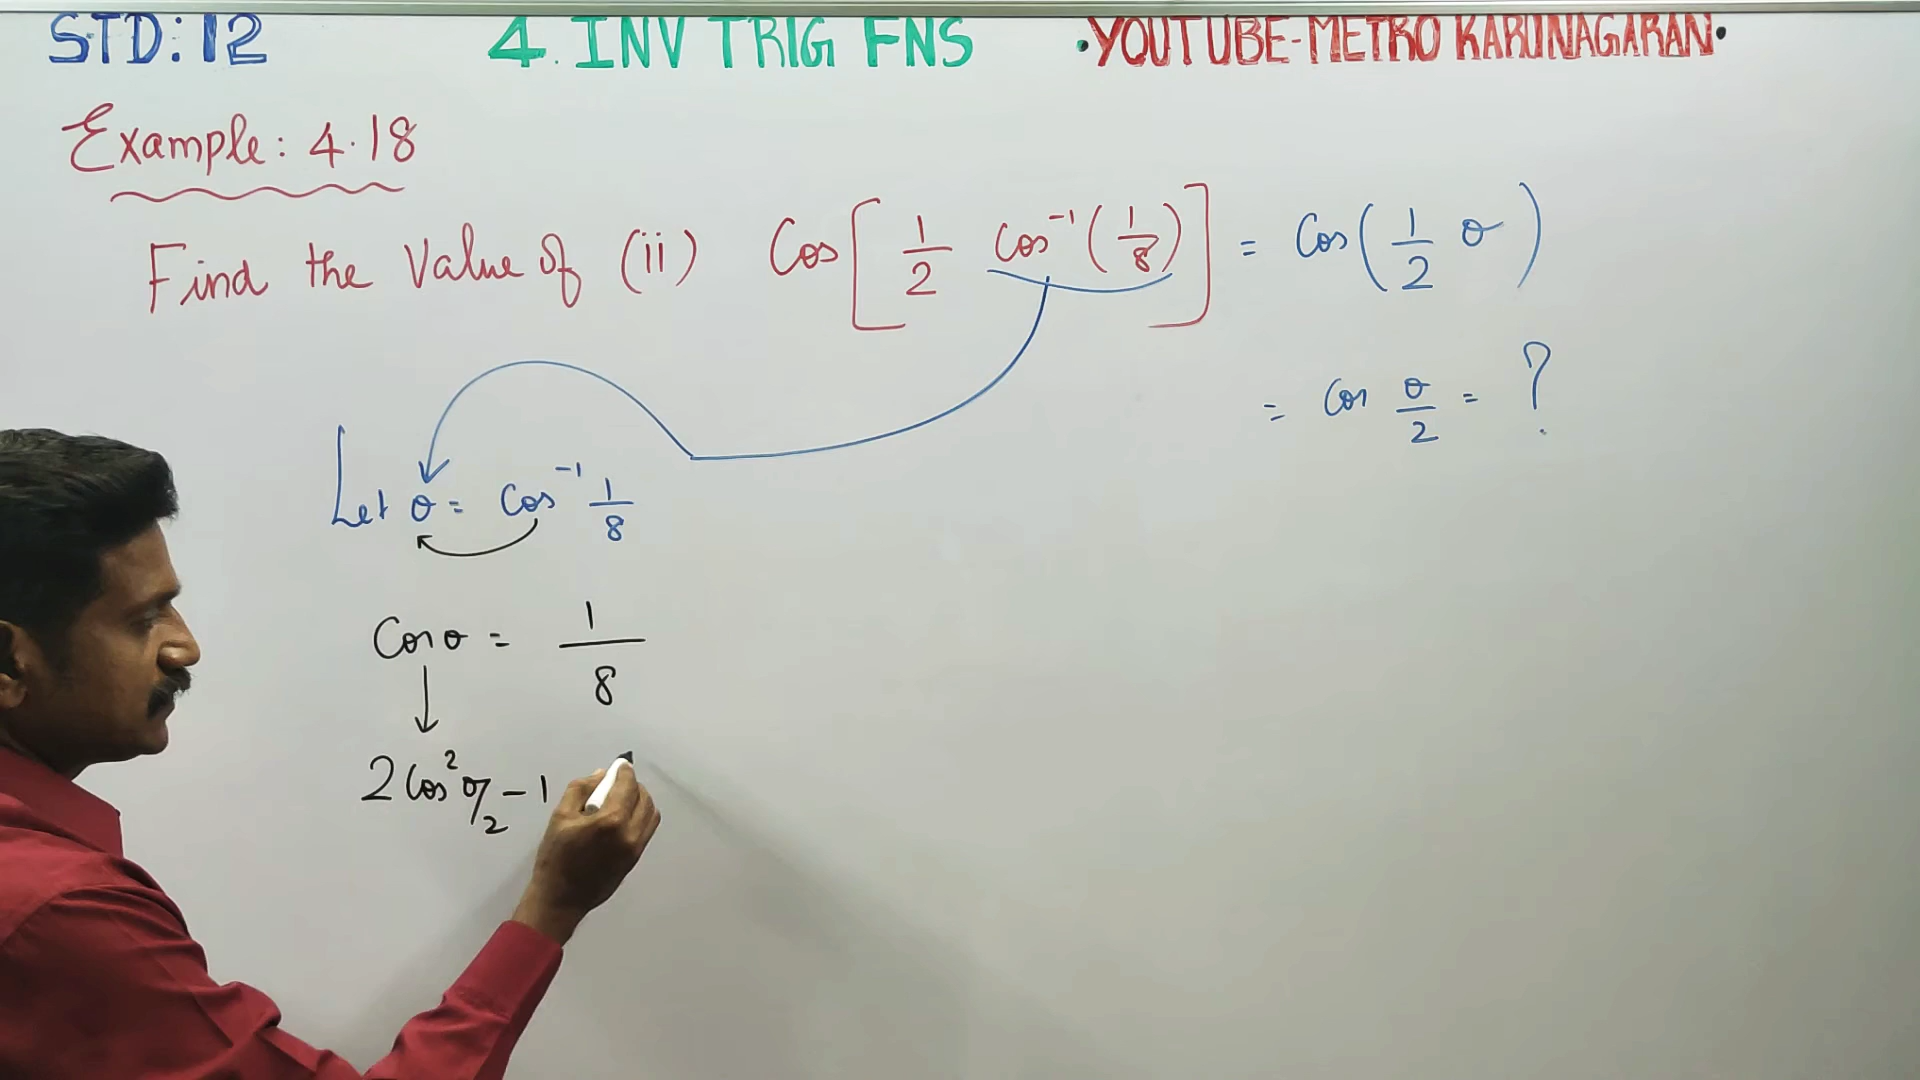 STD: 12 4. INV TRIG FNS •YOUTUBE-METRO KARUNAGARAN•
Example: 4.18
Find the Value of (ii) Cos[1/2 cos⁻¹(1/8)] = Cos(1/2 θ)
= Cos θ/2 = ?
Let θ = Cos⁻¹ 1/8
Cos θ = 1/8
2 Cos² θ/2 - 1